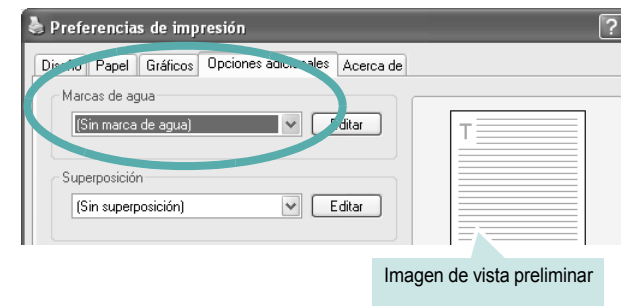 Preferencias de impresión
?
Diseño Papel Gráficos Opciones adicionales Acerca de
Marcas de agua
(Sin marca de agua) Editar
T
Superposición
(Sin superposición) Editar
Imagen de vista preliminar